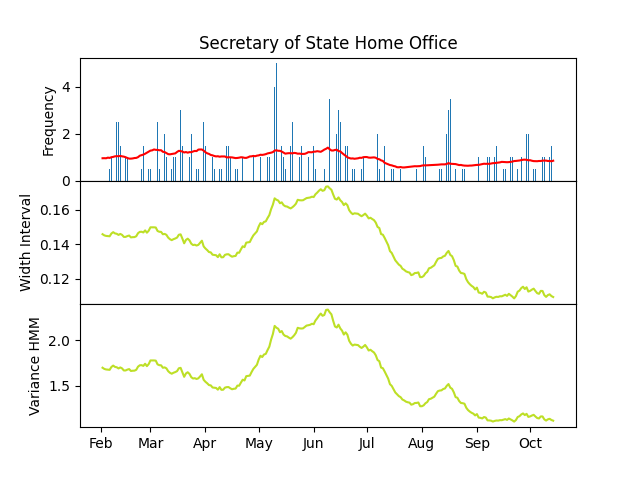 Secretary of State Home Office
Frequency
4
2
0
Width Interval
0.16
0.14
0.12
Variance HMM
2.0
1.5
Feb Mar Apr May Jun Jul Aug Sep Oct